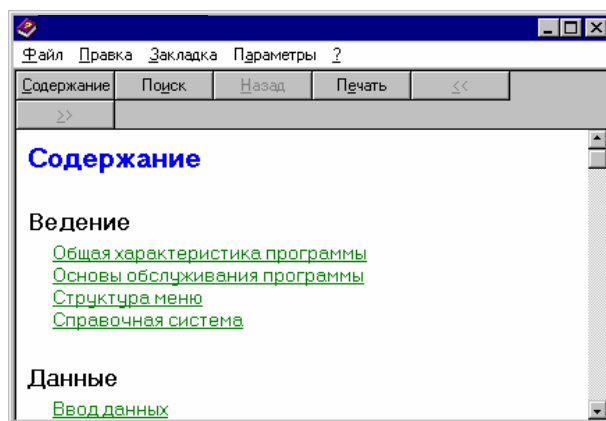 Файл Правка Закладка Параметры ?
Содержание Поиск Назад Печать <<
>>
Содержание
Ведение
Общая характеристика программы
Основы обслуживания программы
Структура меню
Справочная система
Данные
Ввод данных